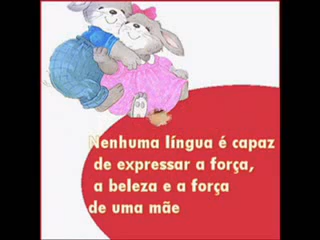 Nenhuma língua é capaz
de expressar a força,
a beleza e a força
de uma mãe